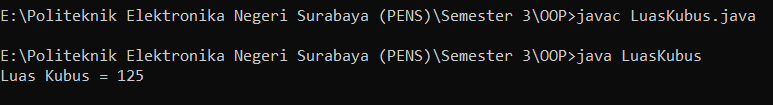 E:\Politeknik Elektronika Negeri Surabaya (PENS)\Semester 3\OOP>javac LuasKubus.java
E:\Politeknik Elektronika Negeri Surabaya (PENS)\Semester 3\OOP>java LuasKubus
Luas Kubus = 125